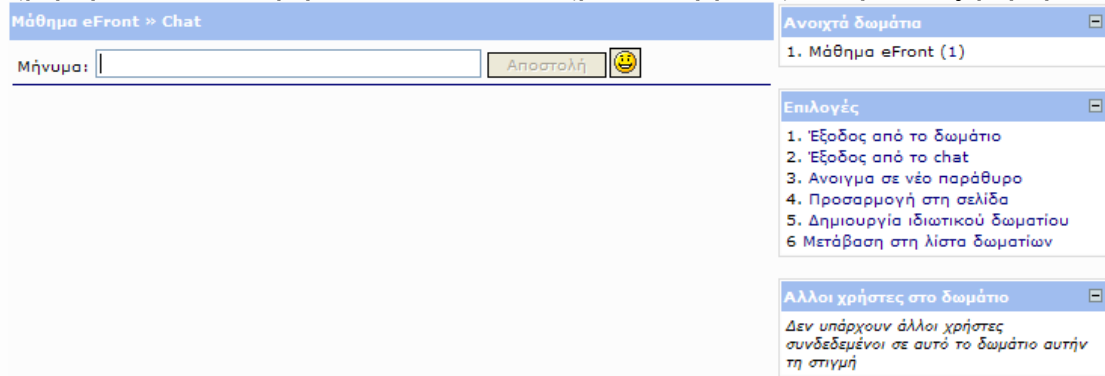 Μάθημα eFront » Chat
Μήνυμα:
Αποστολή
Ανοιχτά δωμάτια
1. Μάθημα eFront (1)
Επιλογές
1. Έξοδος από το δωμάτιο
2. Έξοδος από το chat
3. Ανοιγμα σε νέο παράθυρο
4. Προσαρμογή στη σελίδα
5. Δημιουργία ιδιωτικού δωματίου
6 Μετάβαση στη λίστα δωματίων
Αλλοι χρήστες στο δωμάτιο
Δεν υπάρχουν άλλοι χρήστες
συνδεδεμένοι σε αυτό το δωμάτιο αυτήν
τη στιγμή